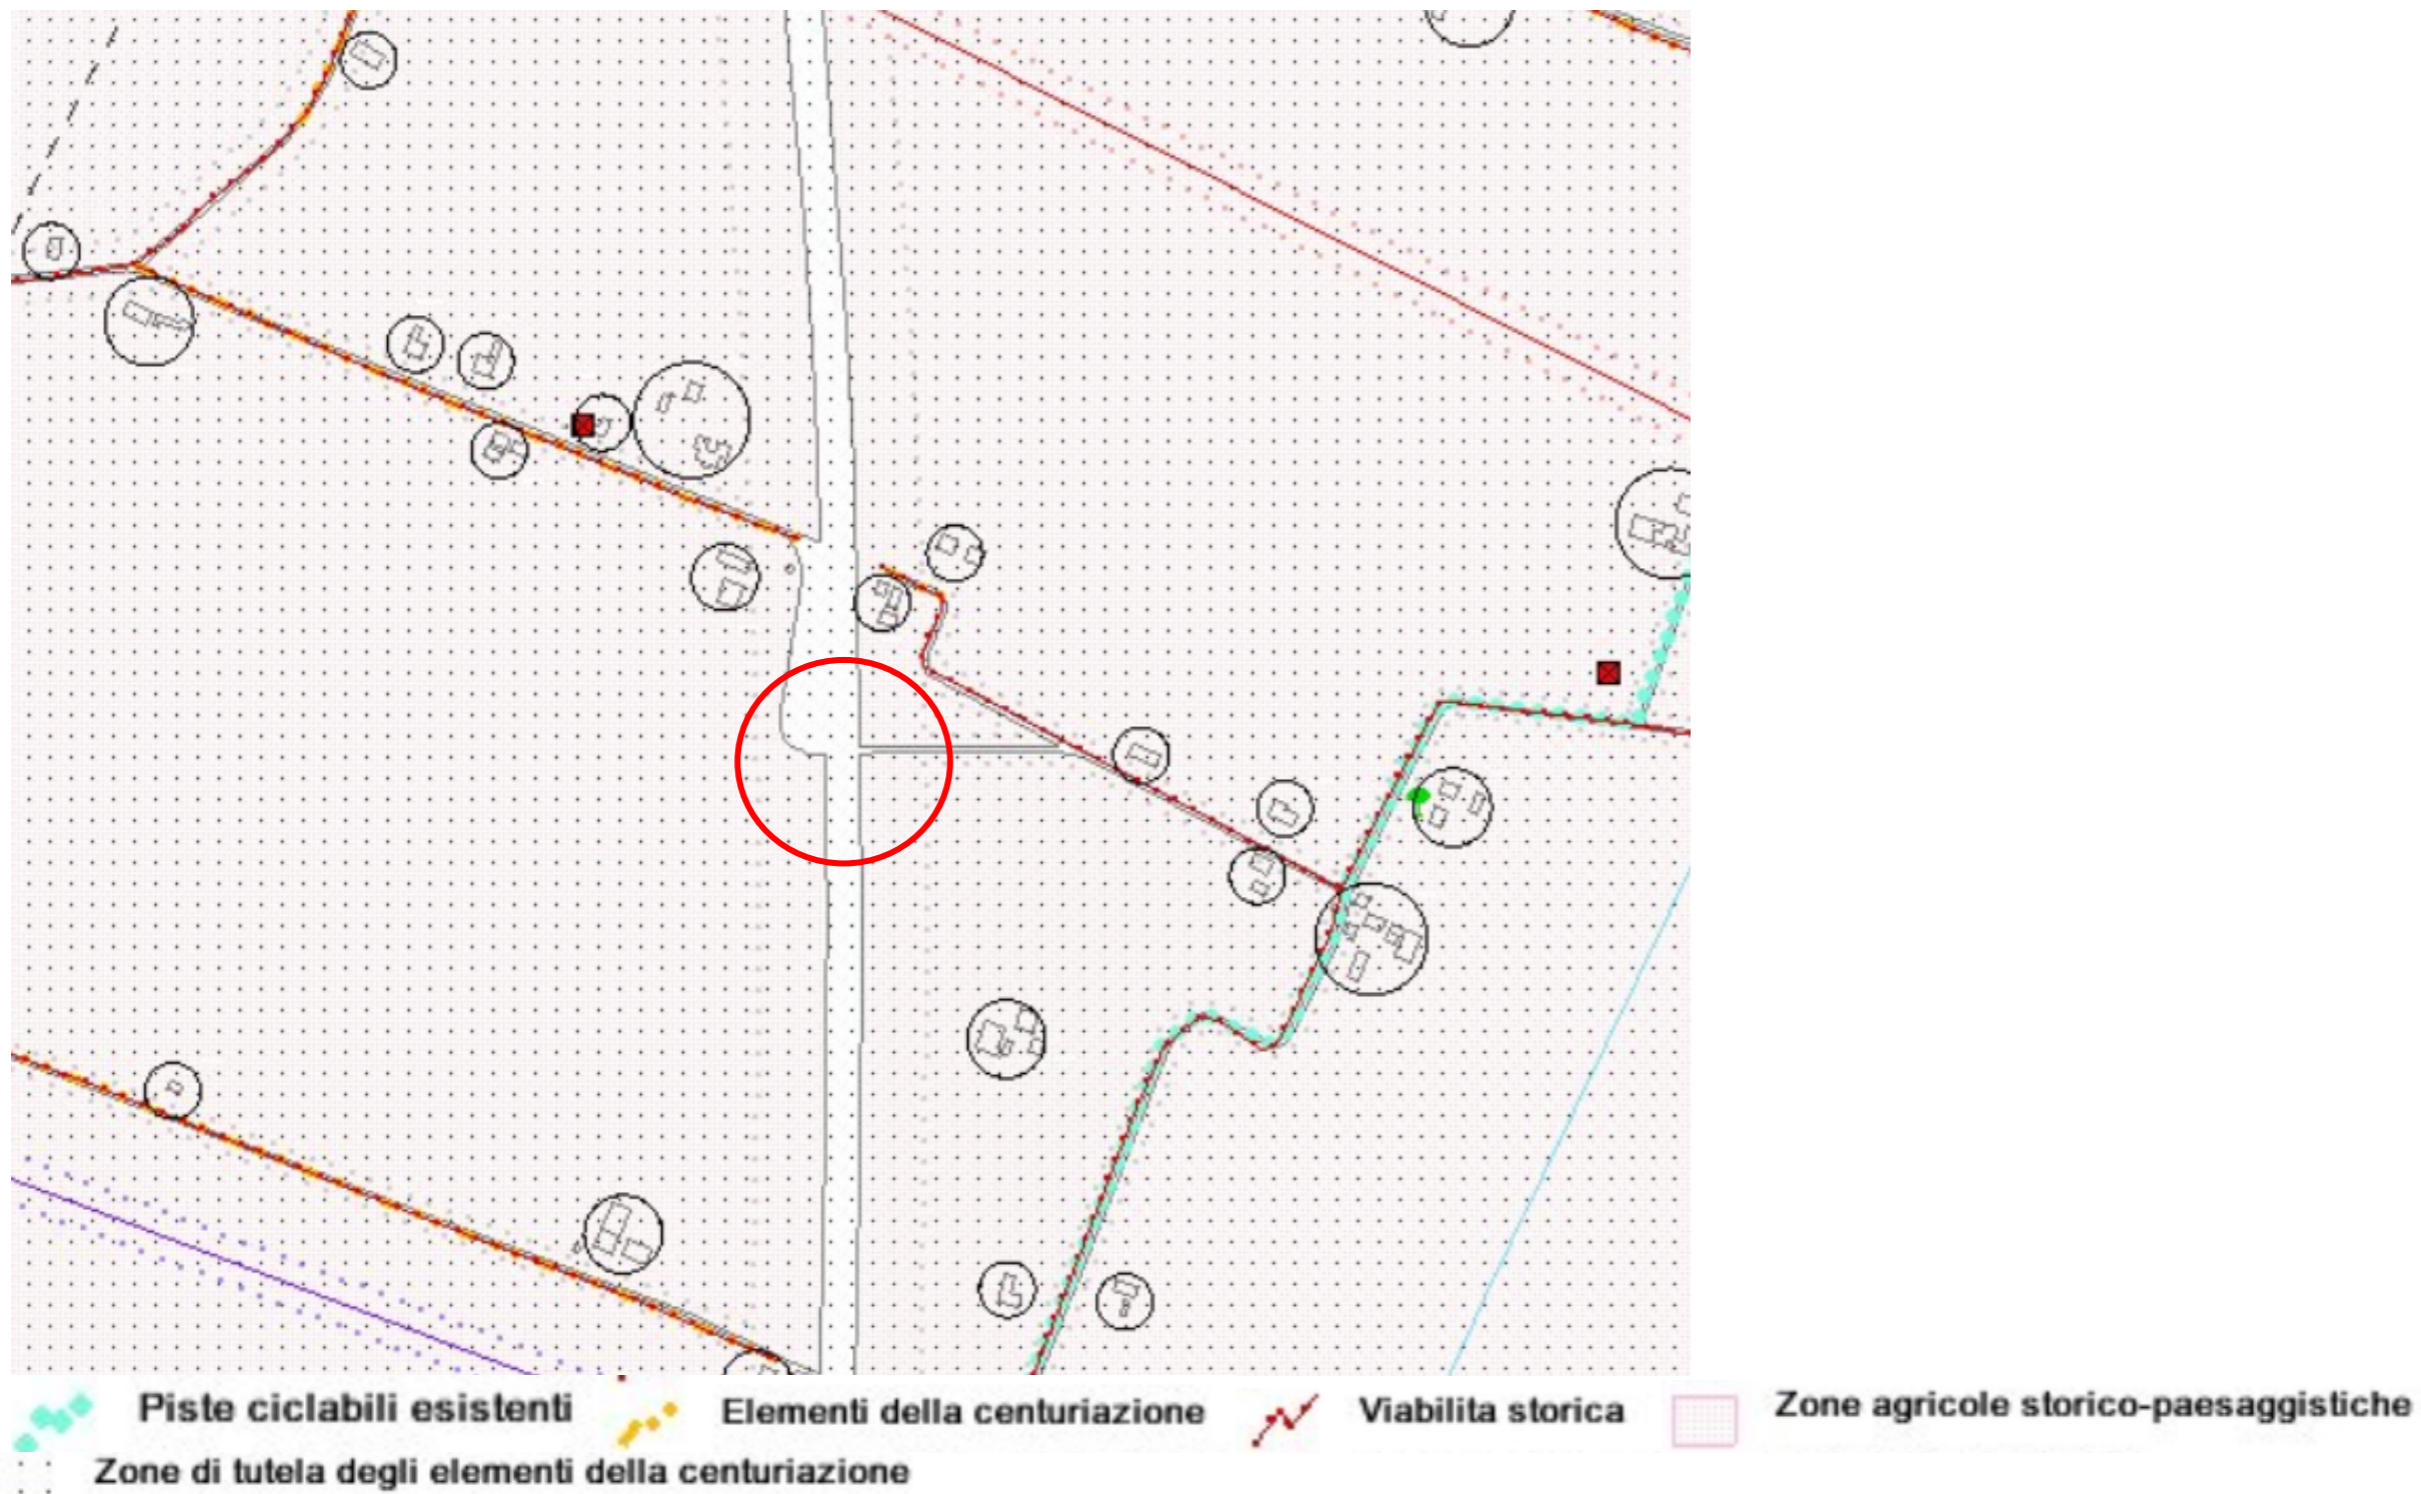 Piste ciclabili esistenti Elementi della centuriazione Viabilita storica Zone agricole storico-paesaggistiche
Zone di tutela degli elementi della centuriazione